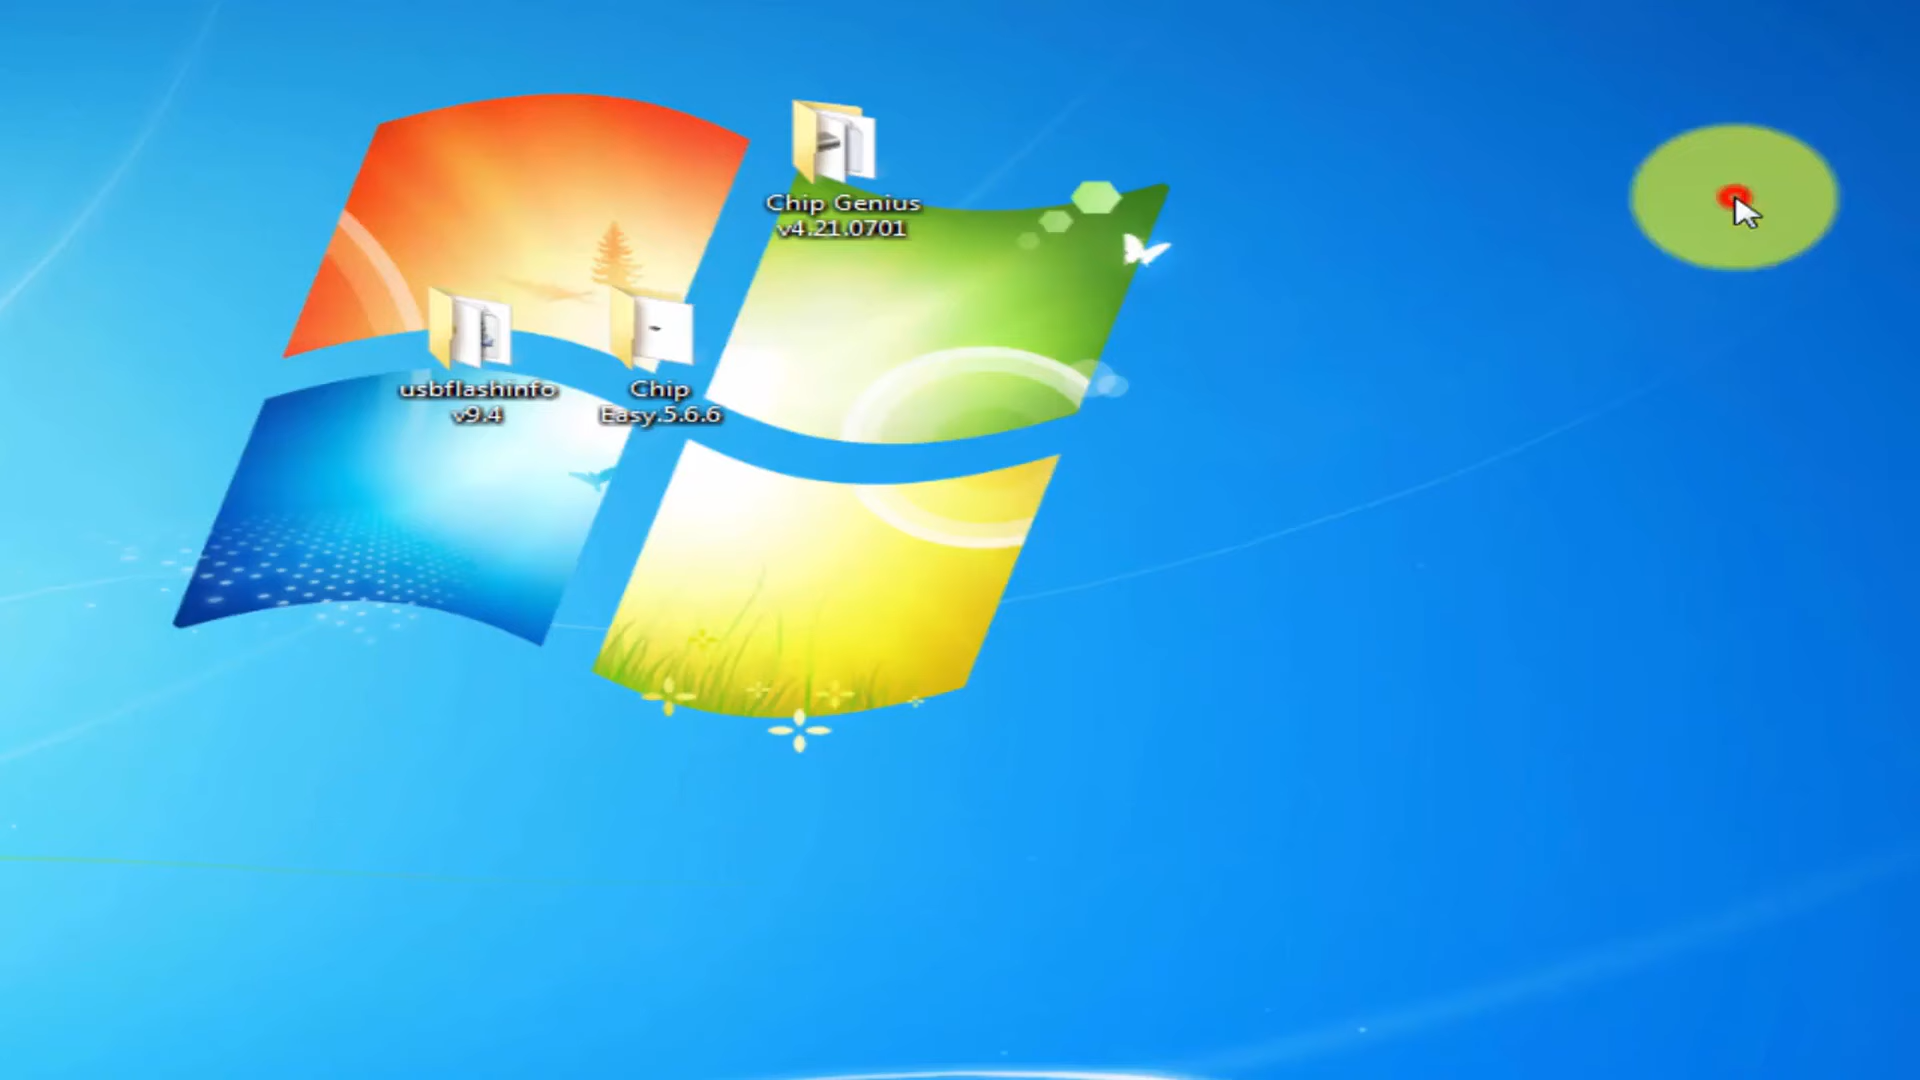 Chip Genius
v4.21.0701
usbflashinfo
v9.4
Chip
Easy.5.6.6